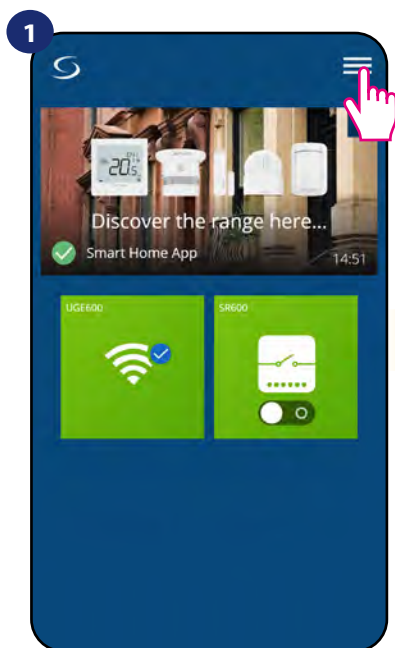 1
20.5
Discover the range here...
Smart Home App
14:51
UGE600
SR600